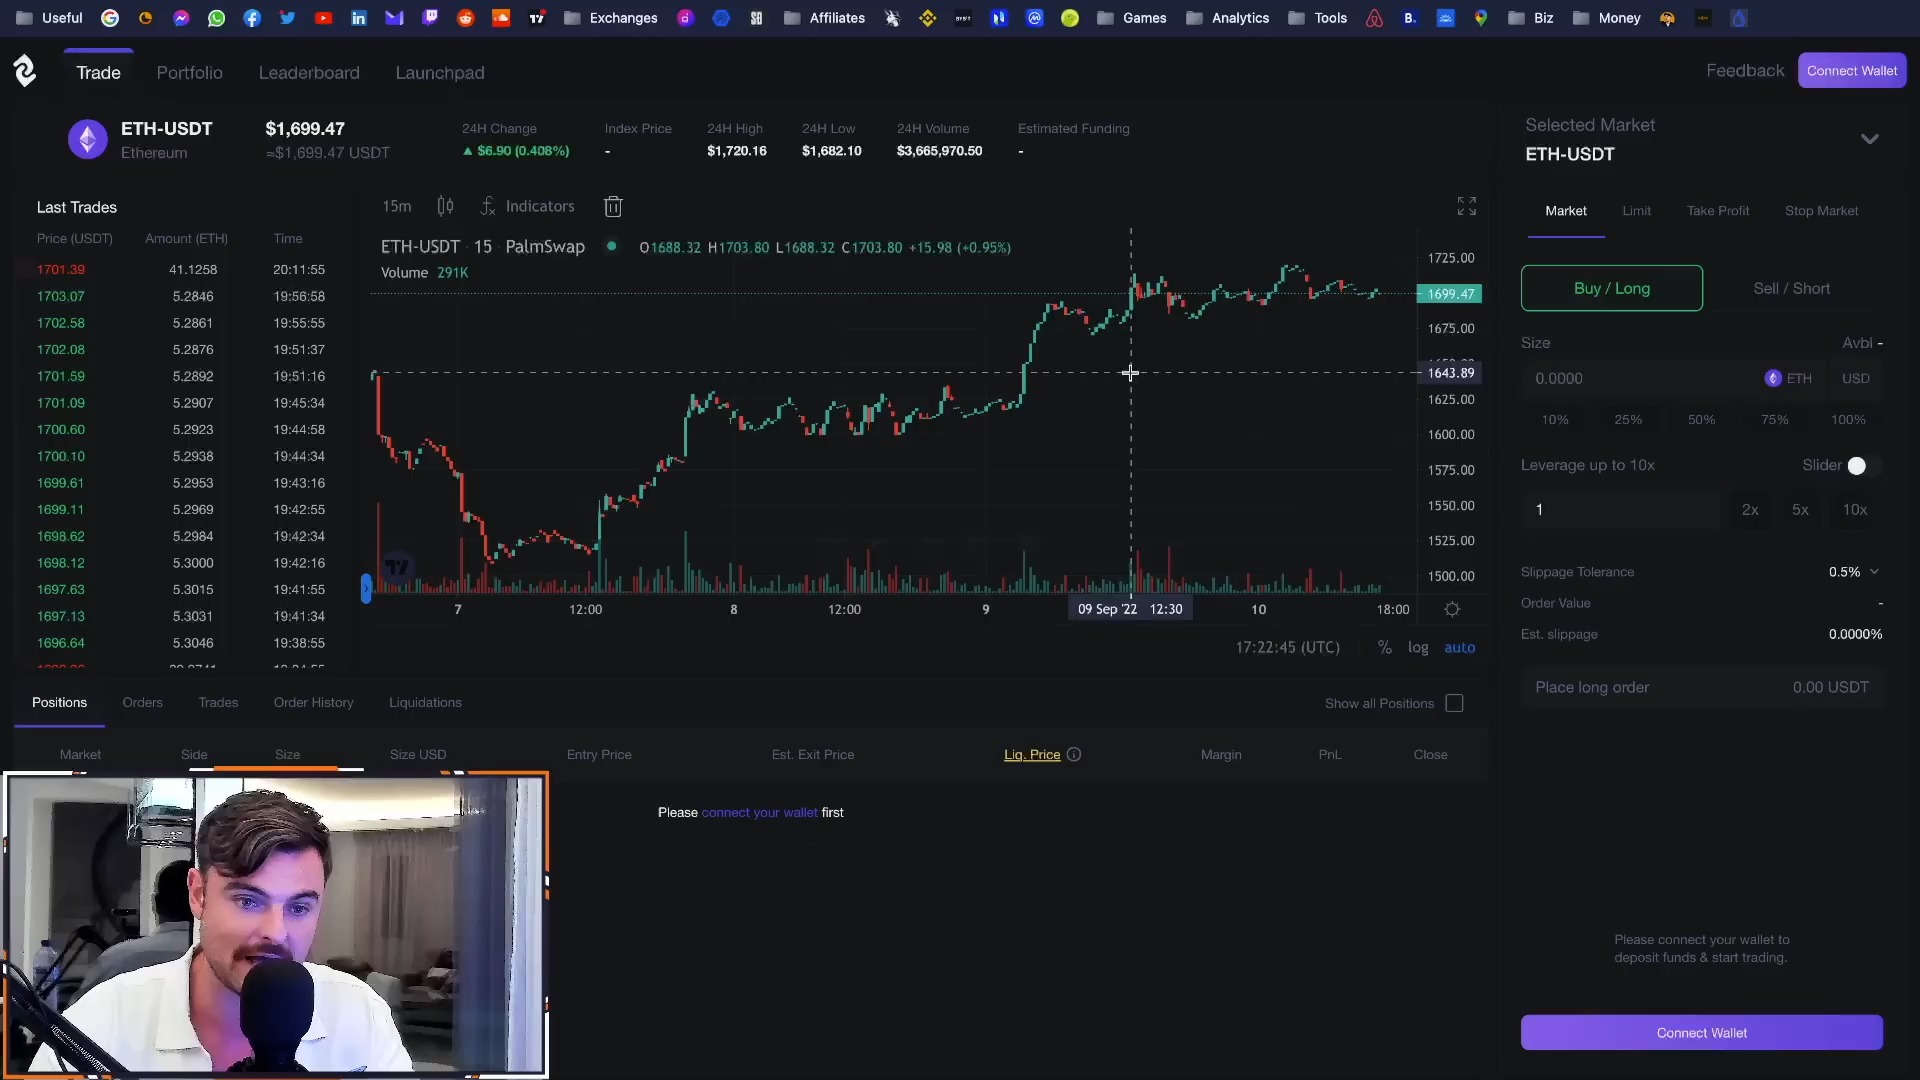 Useful
Exchanges
Affiliates
Games
Analytics
Tools
B.
Biz
Money
Trade
Portfolio
Leaderboard
Launchpad
Feedback
Connect Wallet
ETH-USDT
Ethereum
$1,699.47
≈$1,699.47 USDT
24H Change
$6.90 (0.408%)
Index Price
-
24H High
$1,720.16
24H Low
$1,682.10
24H Volume
$3,665,970.50
Estimated Funding
-
Selected Market
ETH-USDT
Last Trades
Price (USDT) Amount (ETH) Time
1701.39 41.1258 20:11:55
1703.07 5.2846 19:56:58
1702.58 5.2861 19:55:55
1702.08 5.2876 19:51:37
1701.59 5.2892 19:51:16
1701.09 5.2907 19:45:34
1700.60 5.2923 19:44:58
1700.10 5.2938 19:44:34
1699.61 5.2953 19:43:16
1699.11 5.2969 19:42:55
1698.62 5.2984 19:42:34
1698.12 5.3000 19:42:16
1697.63 5.3015 19:41:55
1697.13 5.3031 19:41:34
1696.64 5.3046 19:38:55
15m
Indicators
ETH-USDT · 15 · PalmSwap
O1688.32 H1703.80 L1688.32 C1703.80 +15.98 (+0.95%)
Volume 291K
1725.00
1699.47
1675.00
1643.89
1625.00
1600.00
1575.00
1550.00
1525.00
1500.00
7 12:00 8 12:00 9 09 Sep '22 12:30 10 18:00
17:22:45 (UTC) % log auto
Market Limit Take Profit Stop Market
Buy / Long Sell / Short
Size Avbl -
0.0000 ETH USD
10% 25% 50% 75% 100%
Leverage up to 10x Slider
1 2x 5x 10x
Slippage Tolerance 0.5%
Order Value -
Est. slippage 0.0000%
Place long order 0.00 USDT
Positions Orders Trades Order History Liquidations
Show all Positions
Market Side Size Size USD Entry Price Est. Exit Price Liq. Price Margin PnL Close
Please connect your wallet first
Please connect your wallet to
deposit funds & start trading.
Connect Wallet